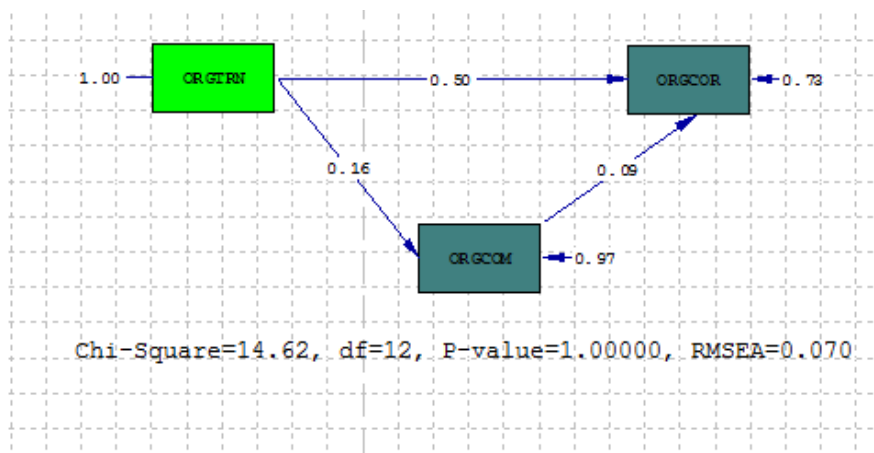 1.00 ORGTRN 0.50 ORGCOR 0.73
0.16 0.09
ORGCOM 0.97
Chi-Square=14.62, df=12, P-value=1.00000, RMSEA=0.070